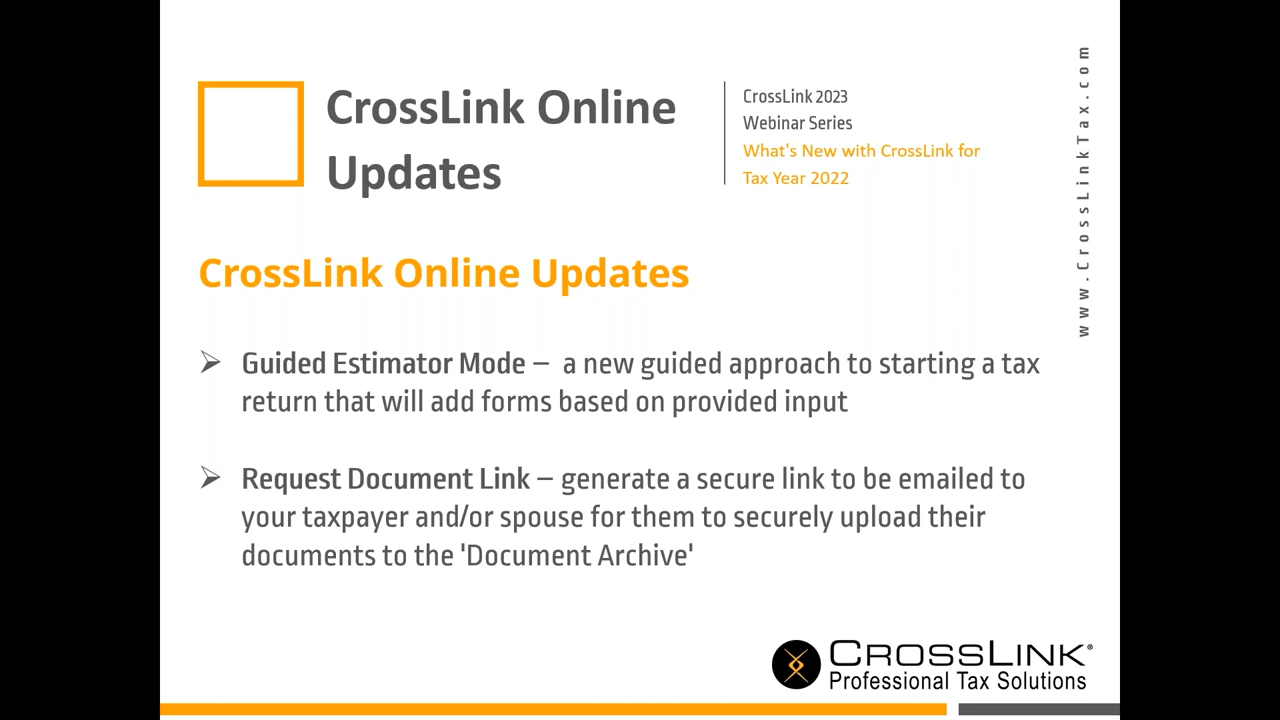 CrossLink Online
Updates
CrossLink 2023
Webinar Series
What's New with CrossLink for
Tax Year 2022
www.CrossLinkTax.com
CrossLink Online Updates
➢ Guided Estimator Mode – a new guided approach to starting a tax
return that will add forms based on provided input
➢ Request Document Link – generate a secure link to be emailed to
your taxpayer and/or spouse for them to securely upload their
documents to the 'Document Archive'
CROSSLINK®
Professional Tax Solutions